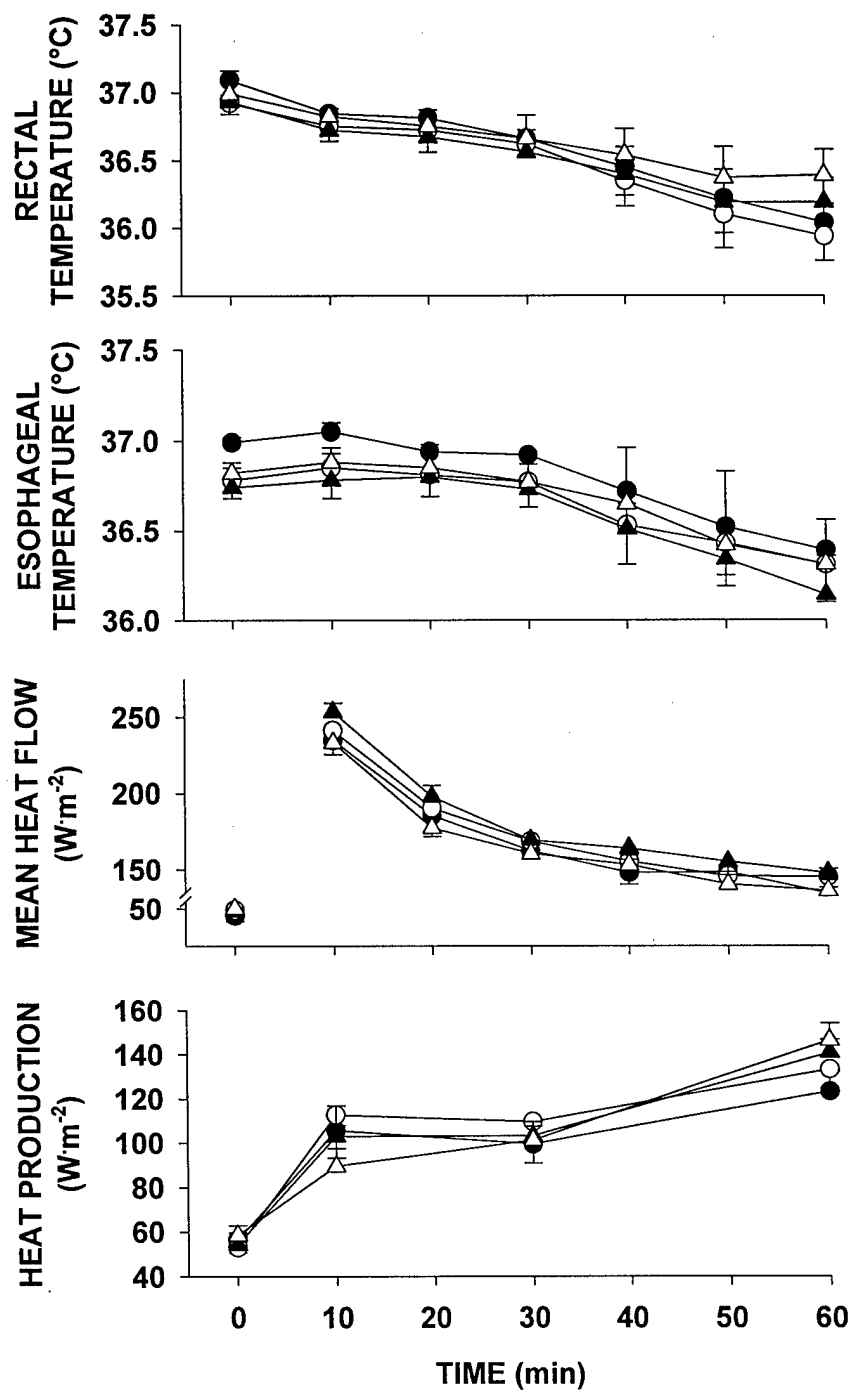 RECTAL
TEMPERATURE (°C)
37.5
37.0
36.5
36.0
35.5
ESOPHAGEAL
TEMPERATURE (°C)
37.5
37.0
36.5
36.0
MEAN HEAT FLOW
(W·m-2)
250
200
150
50
HEAT PRODUCTION
(W·m-2)
160
140
120
100
80
60
40
0 10 20 30 40 50 60
TIME (min)